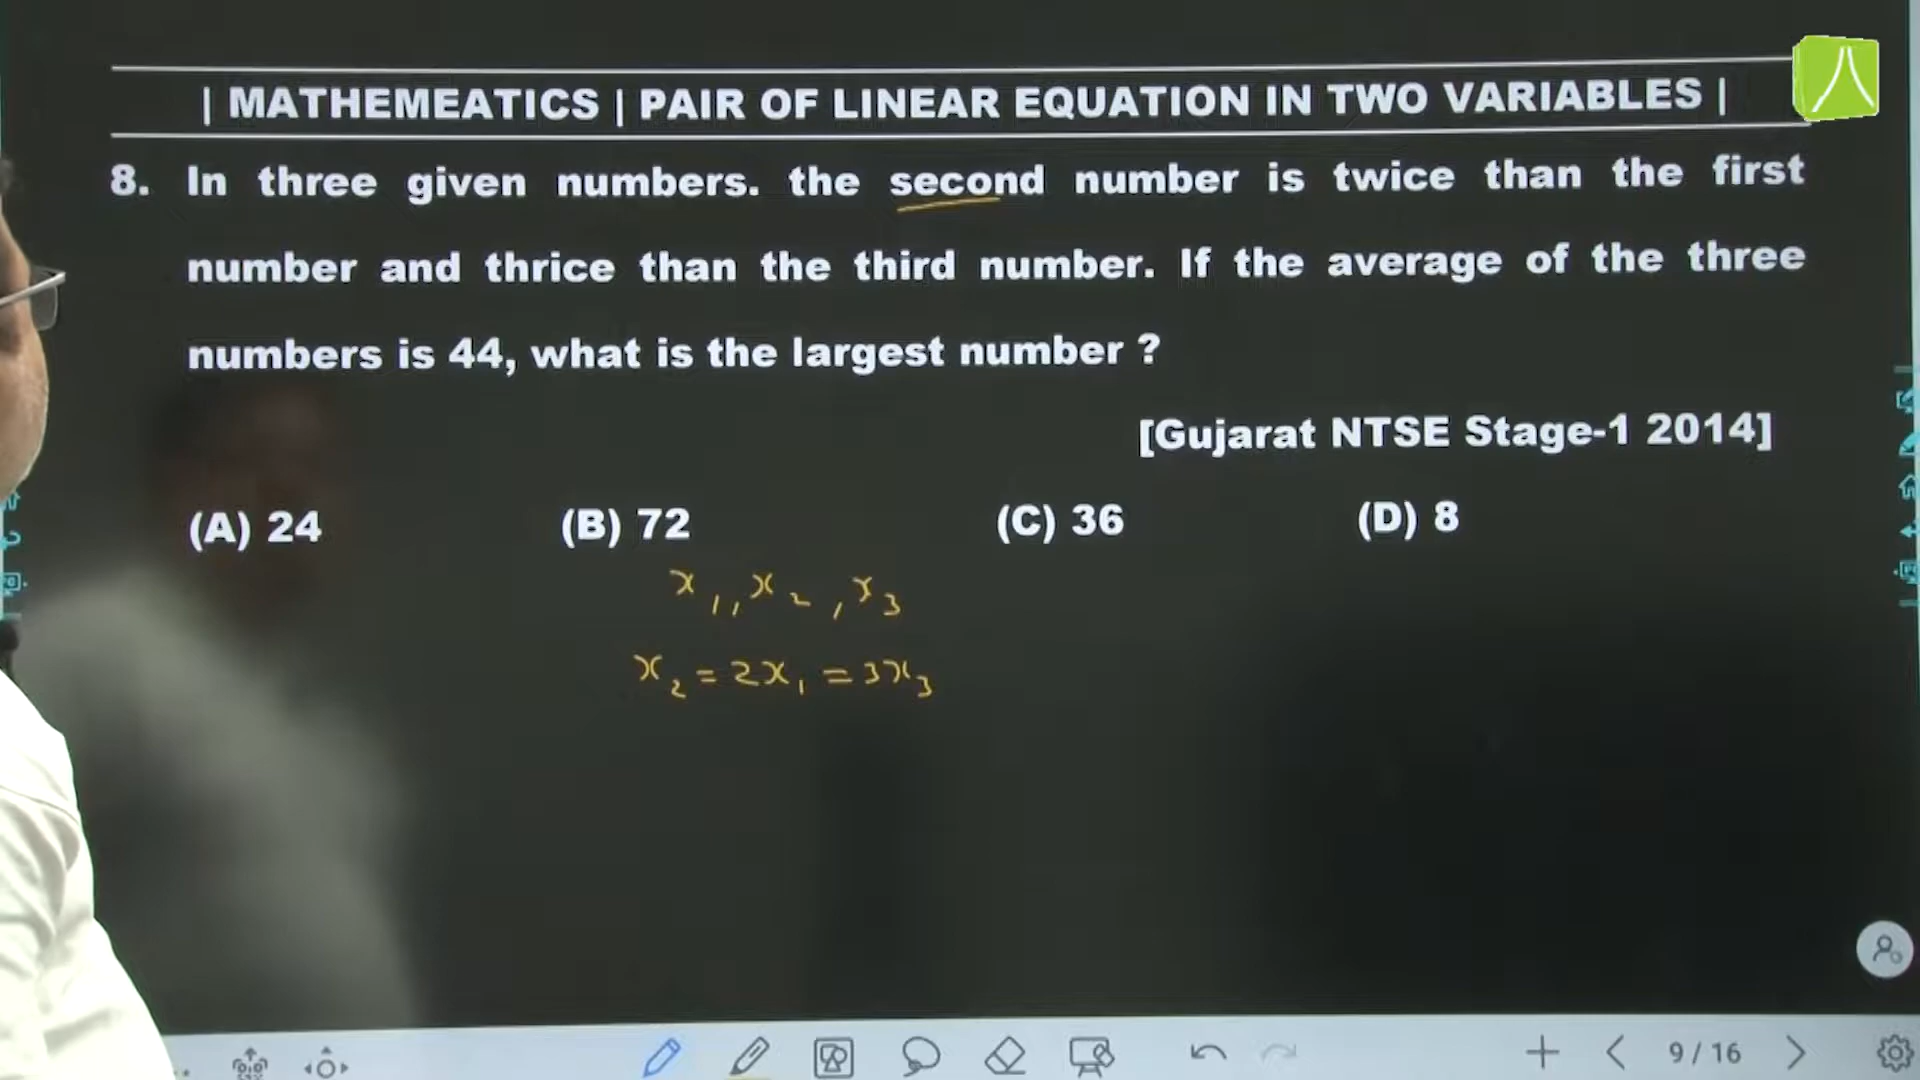 | MATHEMEATICS | PAIR OF LINEAR EQUATION IN TWO VARIABLES |
8. In three given numbers. the second number is twice than the first
number and thrice than the third number. If the average of the three
numbers is 44, what is the largest number ?
[Gujarat NTSE Stage-1 2014]
(A) 24 (B) 72 (C) 36 (D) 8
x₁, x₂, x₃
x₂ = 2x₁ = 3x₃
9 / 16